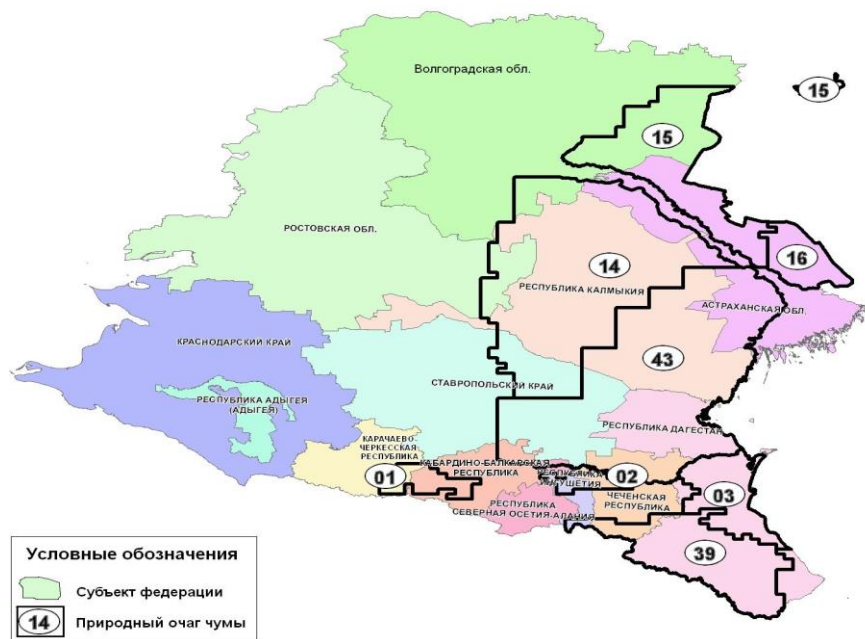 Волгоградская обл.
15
15
РОСТОВСКАЯ ОБЛ.
14
16
РЕСПУБЛИКА КАЛМЫКИЯ
АСТРАХАНСКАЯ ОБЛ.
КРАСНОДАРСКИЙ КРАЙ
43
СТАВРОПОЛЬСКИЙ КРАЙ
РЕСПУБЛИКА АДЫГЕЯ
(АДЫГЕЯ)
РЕСПУБЛИКА ДАГЕСТАН
КАРАЧАЕВО-
ЧЕРКЕССКАЯ
РЕСПУБЛИКА
01
КАБАРДИНО-БАЛКАРСКАЯ
РЕСПУБЛИКА
РЕСПУБЛИКА
ИНГУШЕТИЯ
02
ЧЕЧЕНСКАЯ
РЕСПУБЛИКА
03
РЕСПУБЛИКА
СЕВЕРНАЯ ОСЕТИЯ-АЛАНИЯ
39
Условные обозначения
Субъект федерации
14 Природный очаг чумы